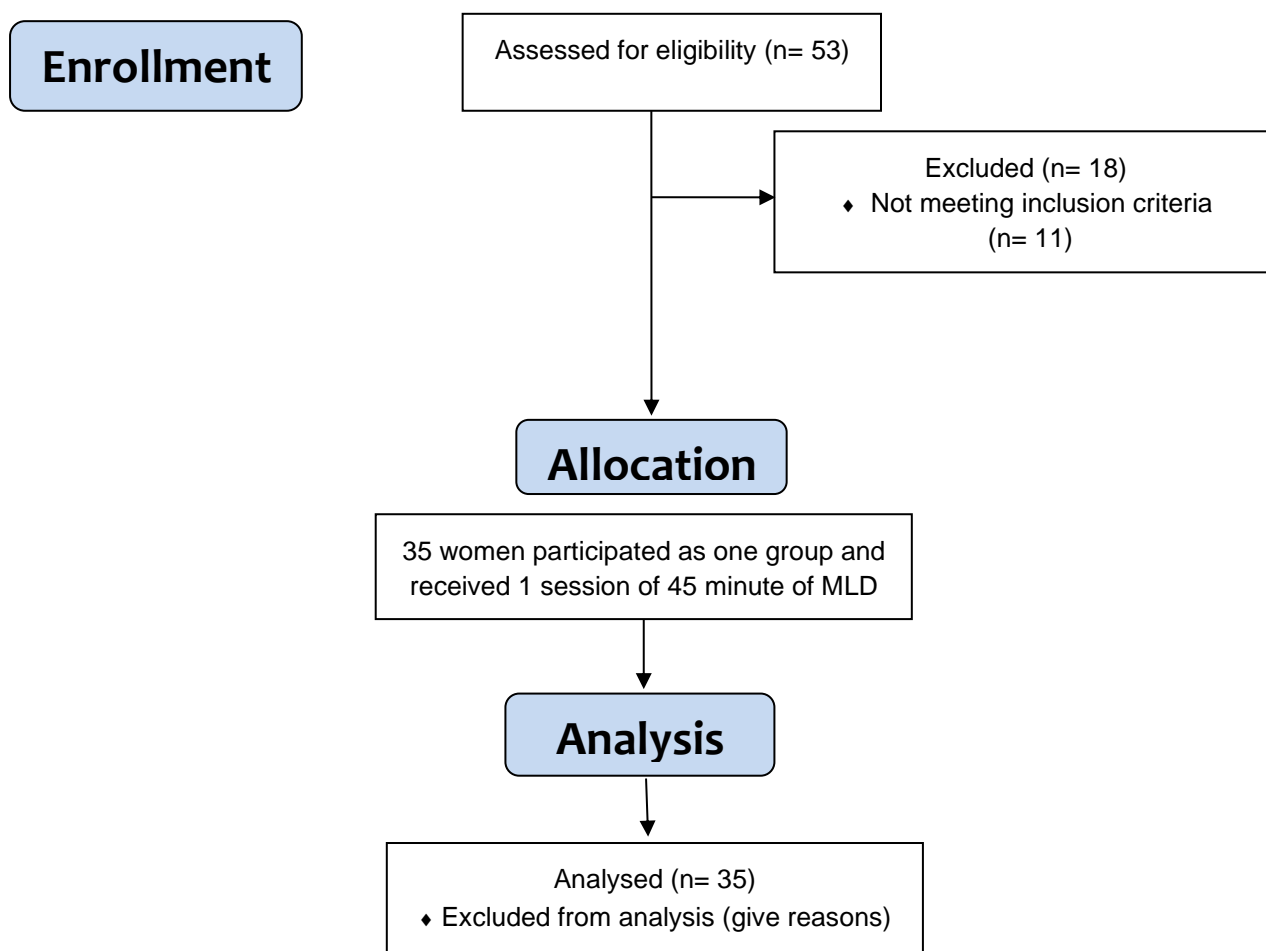 Enrollment
Assessed for eligibility (n= 53)
Excluded (n= 18)
♦ Not meeting inclusion criteria
(n= 11)
Allocation
35 women participated as one group and
received 1 session of 45 minute of MLD
Analysis
Analysed (n= 35)
♦ Excluded from analysis (give reasons)